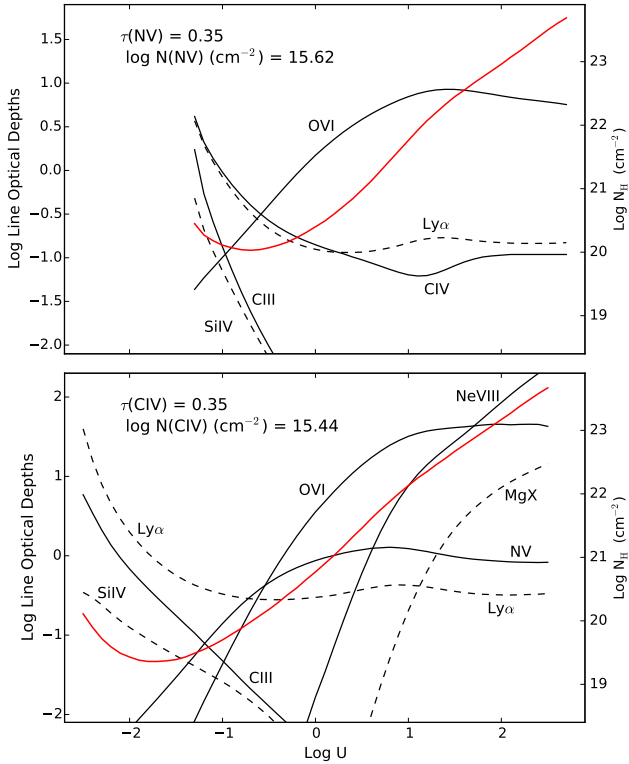 τ(NV) = 0.35
log N(NV) (cm⁻²) = 15.62
1.5
1.0
0.5
0.0
−0.5
−1.0
−1.5
−2.0
Log Line Optical Depths
OVI
Lyα
CIV
CIII
SiIV
23
22
21
20
19
Log N_H (cm⁻²)
τ(CIV) = 0.35
log N(CIV) (cm⁻²) = 15.44
2
1
0
−1
−2
Log Line Optical Depths
NeVIII
OVI
MgX
Lyα
NV
SiIV
Lyα
CIII
23
22
21
20
19
Log N_H (cm⁻²)
−2
−1
0
1
2
Log U